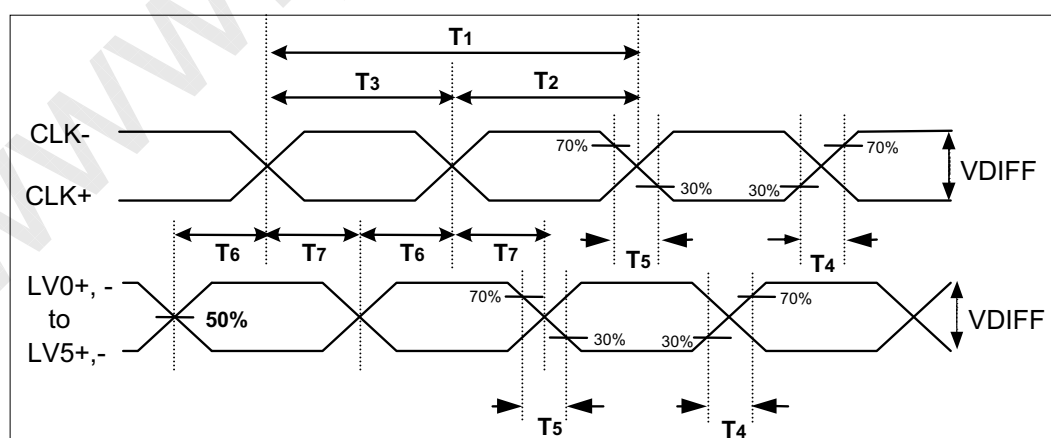 WWW
T1
T3 T2
CLK-
70% 70%
VDIFF
CLK+
30% 30%
T6 T7 T6 T7
T5 T4
LV0+, -
70% 70%
to
50%
VDIFF
30% 30%
LV5+,-
T5 T4